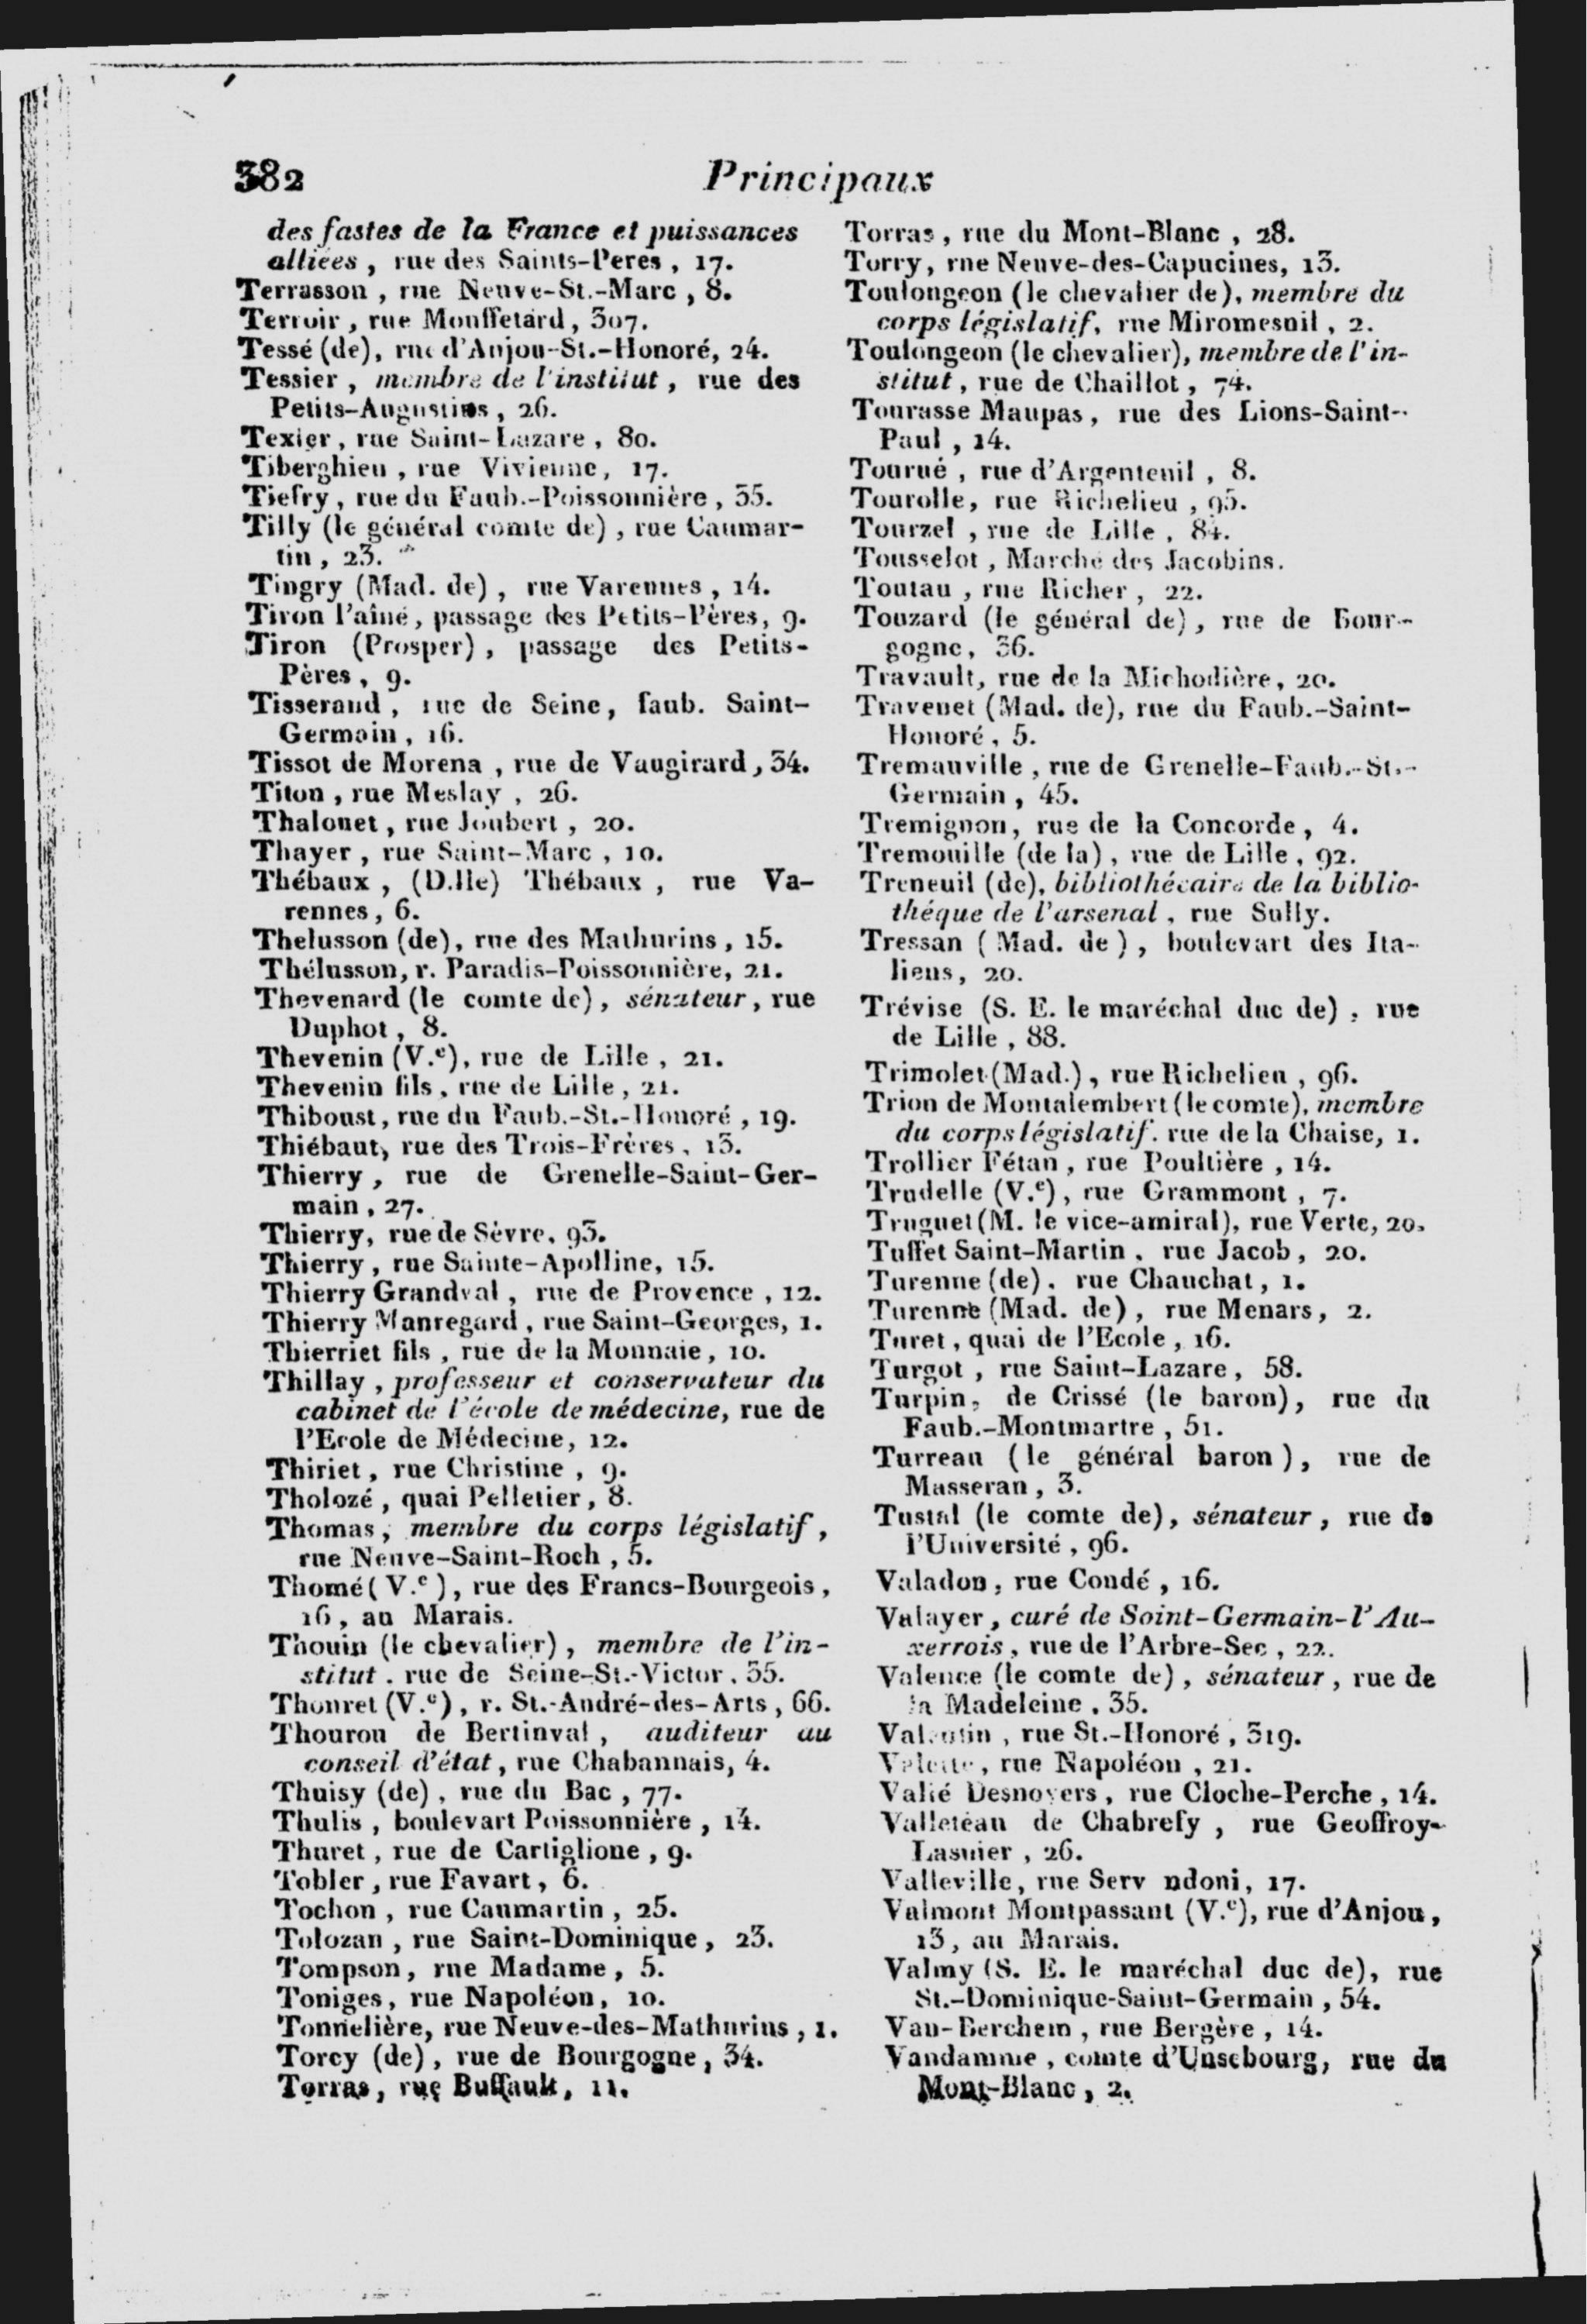 382
Principaux
des fastes de la France et puissances
alliées, rue des Saints-Peres, 17.
Terrasson, rue Neuve-St.-Marc, 8.
Terroir, rue Mouffetard, 307.
Tessé (de), rue d'Anjou-St.-Honoré, 24.
Tessier, membre de l'institut, rue des
Petits-Augustins, 26.
Texier, rue Saint-Lazare, 80.
Tiberghien, rue Vivienne, 17.
Tiefry, rue du Faub.-Poissonnière, 35.
Tilly (le général comte de), rue Caumar-
tin, 23.
Tingry (Mad. de), rue Varennes, 14.
Tiron l'aîné, passage des Petits-Pères, 9.
Tiron (Prosper), passage des Petits-
Pères, 9.
Tisserand, rue de Seine, faub. Saint-
Germain, 16.
Tissot de Morena, rue de Vaugirard, 34.
Titon, rue Meslay, 26.
Thalouet, rue Joubert, 20.
Thayer, rue Saint-Marc, 10.
Thébaux, (D.lle) Thébaux, rue Va-
rennes, 6.
Thelusson (de), rue des Mathurins, 15.
Thélusson, r. Paradis-Poissonnière, 21.
Thevenard (le comte de), sénateur, rue
Duphot, 8.
Thevenin (V.e), rue de Lille, 21.
Thevenin fils, rue de Lille, 21.
Thiboust, rue du Faub.-St.-Honoré, 19.
Thiébaut, rue des Trois-Frères, 13.
Thierry, rue de Grenelle-Saint-Ger-
main, 27.
Thierry, rue de Sèvre, 93.
Thierry, rue Sainte-Apolline, 15.
Thierry Grandval, rue de Provence, 12.
Thierry Manregard, rue Saint-Georges, 1.
Thierriet fils, rue de la Monnaie, 10.
Thillay, professeur et conservateur du
cabinet de l'école de médecine, rue de
l'Ecole de Médecine, 12.
Thiriet, rue Christine, 9.
Tholozé, quai Pelletier, 8.
Thomas, membre du corps législatif,
rue Neuve-Saint-Roch, 5.
Thomé (V.e), rue des Francs-Bourgeois,
16, au Marais.
Thouin (le chevalier), membre de l'in-
stitut. rue de Seine-St.-Victor, 35.
Thouret (V.e), r. St.-André-des-Arts, 66.
Thourou de Bertinval, auditeur au
conseil d'état, rue Chabannais, 4.
Thuisy (de), rue du Bac, 77.
Thulis, boulevart Poissonnière, 14.
Thuret, rue de Cartiglione, 9.
Tobler, rue Favart, 6.
Tochon, rue Caumartin, 25.
Tolozan, rue Saint-Dominique, 23.
Tompson, rue Madame, 5.
Toniges, rue Napoléon, 10.
Tonnelière, rue Neuve-des-Mathurins, 1.
Torcy (de), rue de Bourgogne, 34.
Torras, rue Buffault, 11.
Torras, rue du Mont-Blanc, 28.
Torry, rue Neuve-des-Capucines, 13.
Toulongeon (le chevalier de), membre du
corps législatif, rue Miromesnil, 2.
Toulongeon (le chevalier), membre de l'in-
stitut, rue de Chaillot, 74.
Tourasse Maupas, rue des Lions-Saint-
Paul, 14.
Tourué, rue d'Argenteuil, 8.
Tourolle, rue Richelieu, 95.
Tourzel, rue de Lille, 84.
Tousselot, Marché des Jacobins.
Toutau, rue Richer, 22.
Touzard (le général de), rue de Bour-
gogne, 36.
Travault, rue de la Michodière, 20.
Travenet (Mad. de), rue du Faub.-Saint-
Honoré, 5.
Tremauville, rue de Grenelle-Faub.-St.-
Germain, 45.
Tremignon, rue de la Concorde, 4.
Tremouille (de la), rue de Lille, 92.
Treneuil (de), bibliothécaire de la biblio-
théque de l'arsenal, rue Sully.
Tressan (Mad. de), boulevart des Ita-
liens, 20.
Trévise (S. E. le maréchal duc de), rue
de Lille, 88.
Trimolet (Mad.), rue Richelieu, 96.
Trion de Montalembert (le comte), membre
du corps législatif. rue de la Chaise, 1.
Trollier Fétan, rue Poultière, 14.
Trudelle (V.e), rue Grammont, 7.
Truguet (M. le vice-amiral), rue Verte, 20.
Tuffet Saint-Martin, rue Jacob, 20.
Turenne (de), rue Chauchat, 1.
Turenne (Mad. de), rue Menars, 2.
Turet, quai de l'Ecole, 16.
Turgot, rue Saint-Lazare, 58.
Turpin, de Crissé (le baron), rue du
Faub.-Montmartre, 51.
Turreau (le général baron), rue de
Masseran, 3.
Tustal (le comte de), sénateur, rue de
l'Université, 96.
Valadon, rue Condé, 16.
Valayer, curé de Soint-Germain-l'Au-
xerrois, rue de l'Arbre-Sec, 22.
Valence (le comte de), sénateur, rue de
la Madeleine, 35.
Valentin, rue St.-Honoré, 319.
rue Napoléon, 21.
Valié Desnoyers, rue Cloche-Perche, 14.
Valleteau de Chabrefy, rue Geoffroy-
Lasnier, 26.
Valleville, rue Serv ndoni, 17.
Valmont Montpassant (V.e), rue d'Anjou,
13, au Marais.
Valmy (S. E. le maréchal duc de), rue
St.-Dominique-Saint-Germain, 54.
Van-Berchem, rue Bergère, 14.
Vandamme, comte d'Unsebourg, rue du
Mont-Blanc, 2.